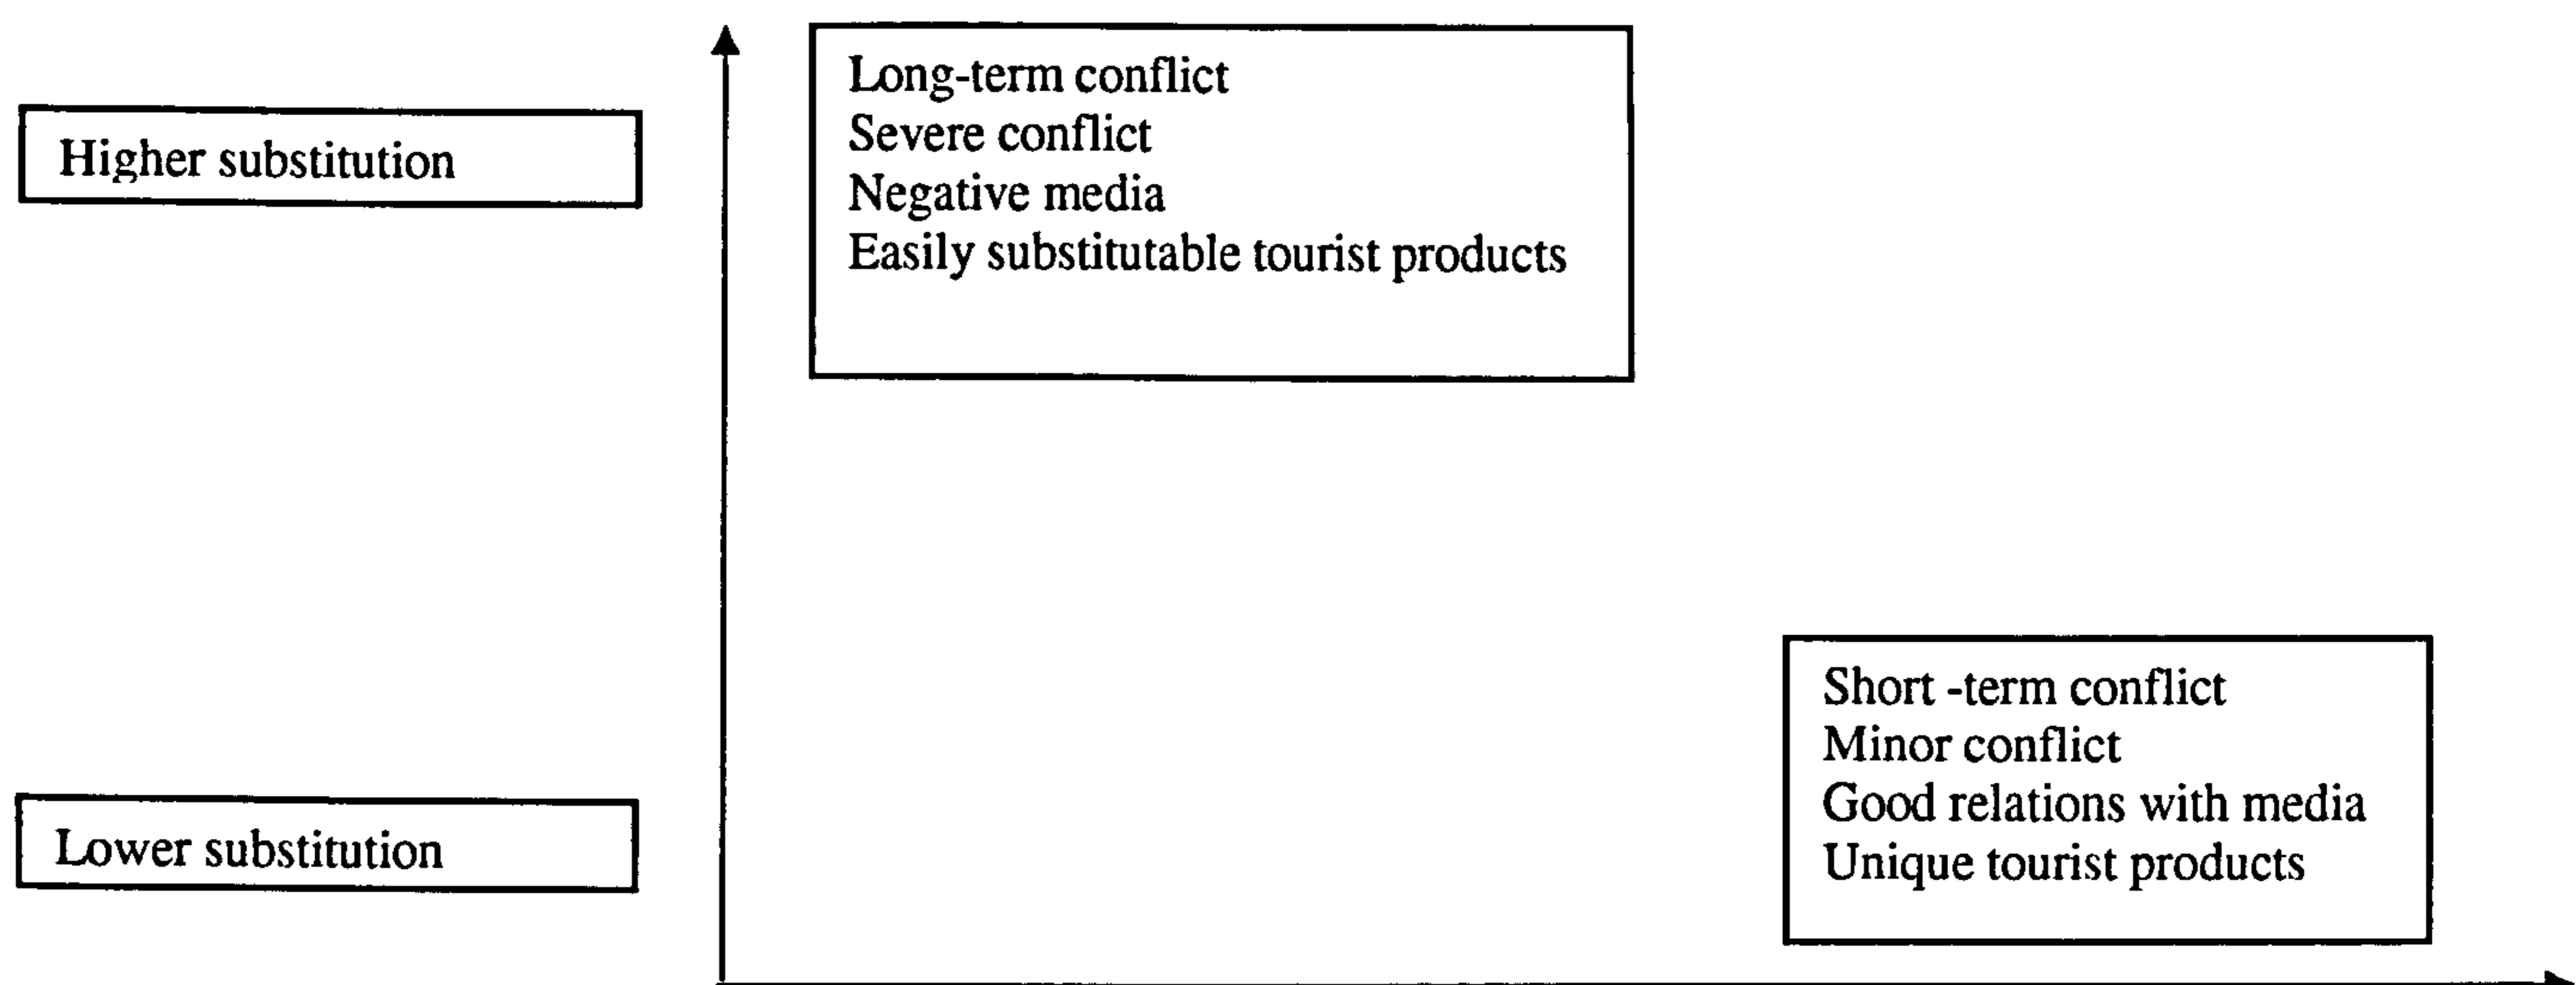 Higher substitution
Long-term conflict
Severe conflict
Negative media
Easily substitutable tourist products
Lower substitution
Short -term conflict
Minor conflict
Good relations with media
Unique tourist products